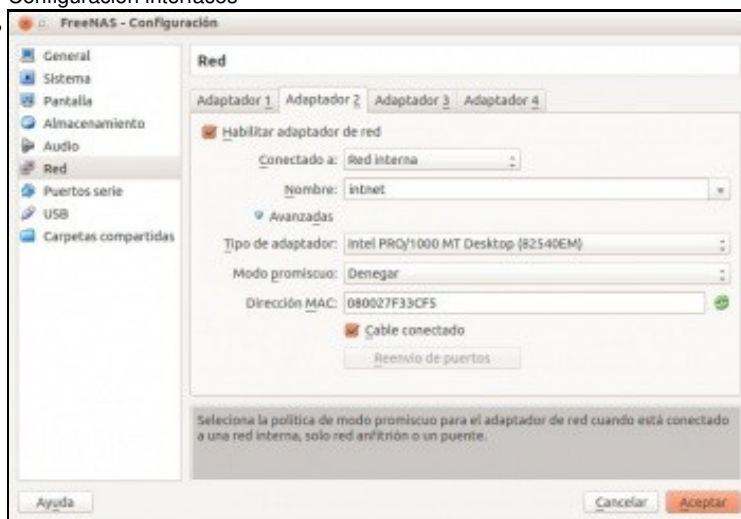 Configuración interfaces
FreeNAS - Configuración
General
Sistema
Pantalla
Almacenamiento
Audio
Red
Puertos serie
USB
Carpetas compartidas
Red
Adaptador 1 Adaptador 2 Adaptador 3 Adaptador 4
Habilitar adaptador de red
Conectado a: Red interna
Nombre: intnet
Avanzadas
Tipo de adaptador: Intel PRO/1000 MT Desktop (82540EM)
Modo promiscuo: Denegar
Dirección MAC: 080027F33CF5
Cable conectado
Reenvio de puertos
Selecciona la política de modo promiscuo para el adaptador de red cuando está conectado
a una red interna, solo red anfitrión o un puente.
Ayuda Cancelar Aceptar